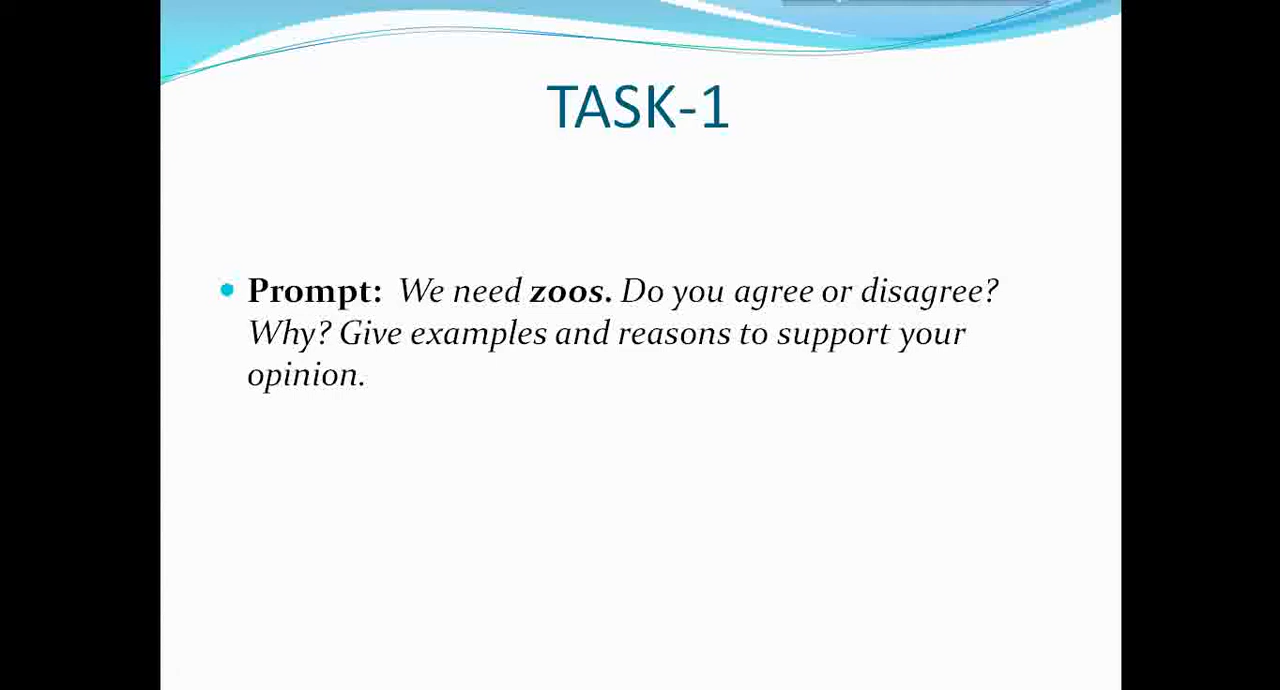 TASK-1
Prompt: We need zoos. Do you agree or disagree?
Why? Give examples and reasons to support your
opinion.